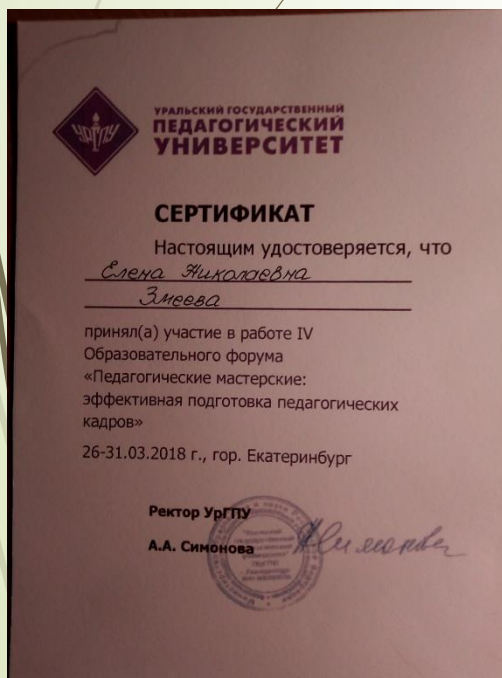 УрГПУ
УРАЛЬСКИЙ ГОСУДАРСТВЕННЫЙ
ПЕДАГОГИЧЕСКИЙ
УНИВЕРСИТЕТ
СЕРТИФИКАТ
Настоящим удостоверяется, что
Елена Николаевна
Змеева
принял(а) участие в работе IV
Образовательного форума
«Педагогические мастерские:
эффективная подготовка педагогических
кадров»
26-31.03.2018 г., гор. Екатеринбург
Ректор УрГПУ
А.А. Симонова